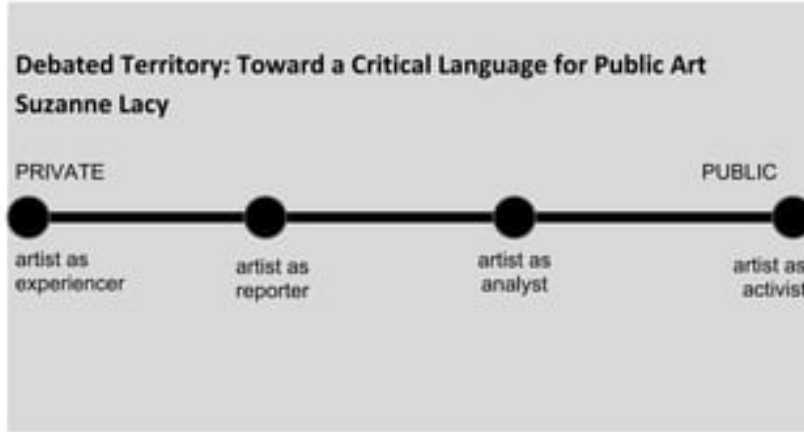 Debated Territory: Toward a Critical Language for Public Art
Suzanne Lacy
PRIVATE
PUBLIC
artist as
experiencer
artist as
reporter
artist as
analyst
artist as
activist